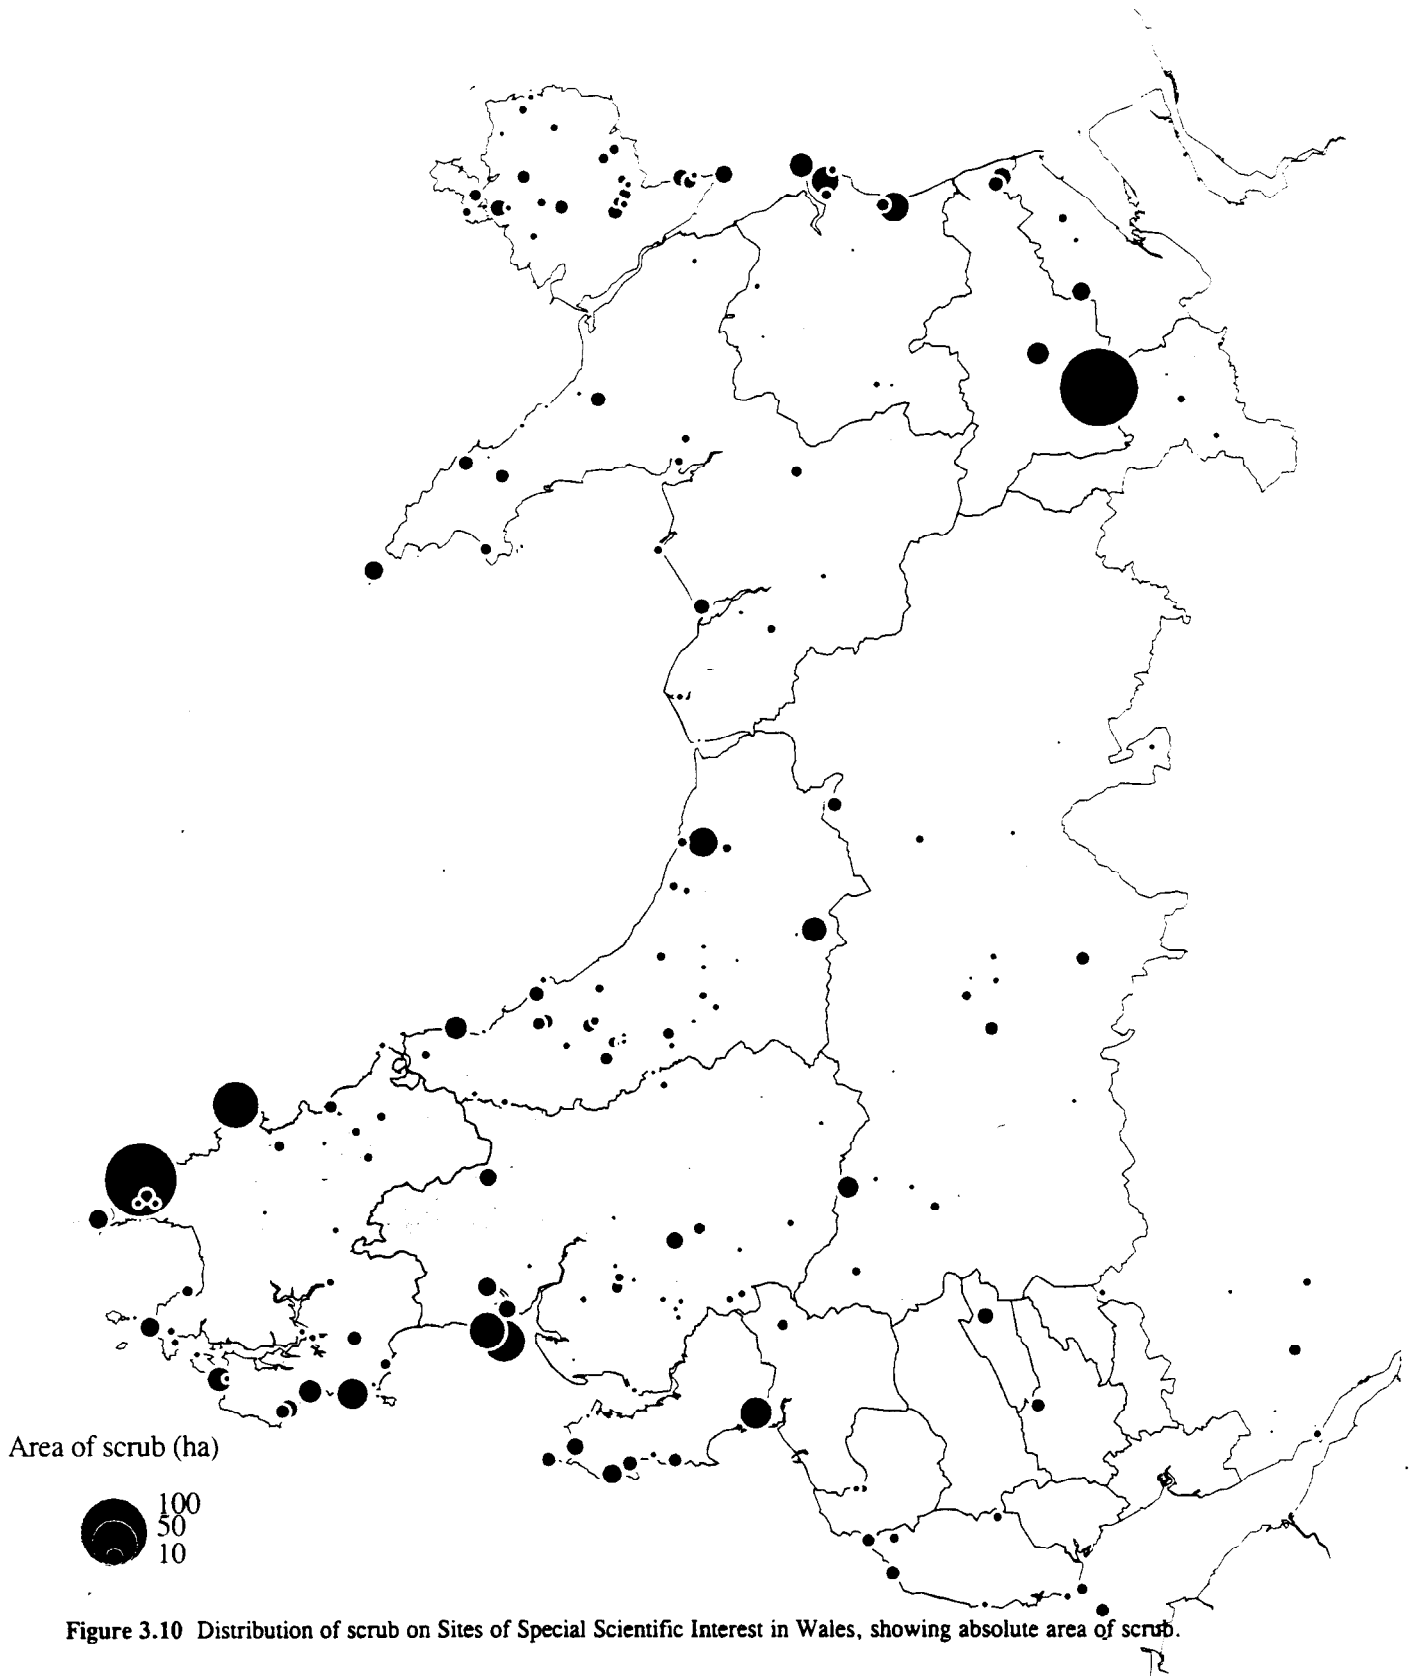 Area of scrub (ha)
100
50
10
Figure 3.10 Distribution of scrub on Sites of Special Scientific Interest in Wales, showing absolute area of scrub.